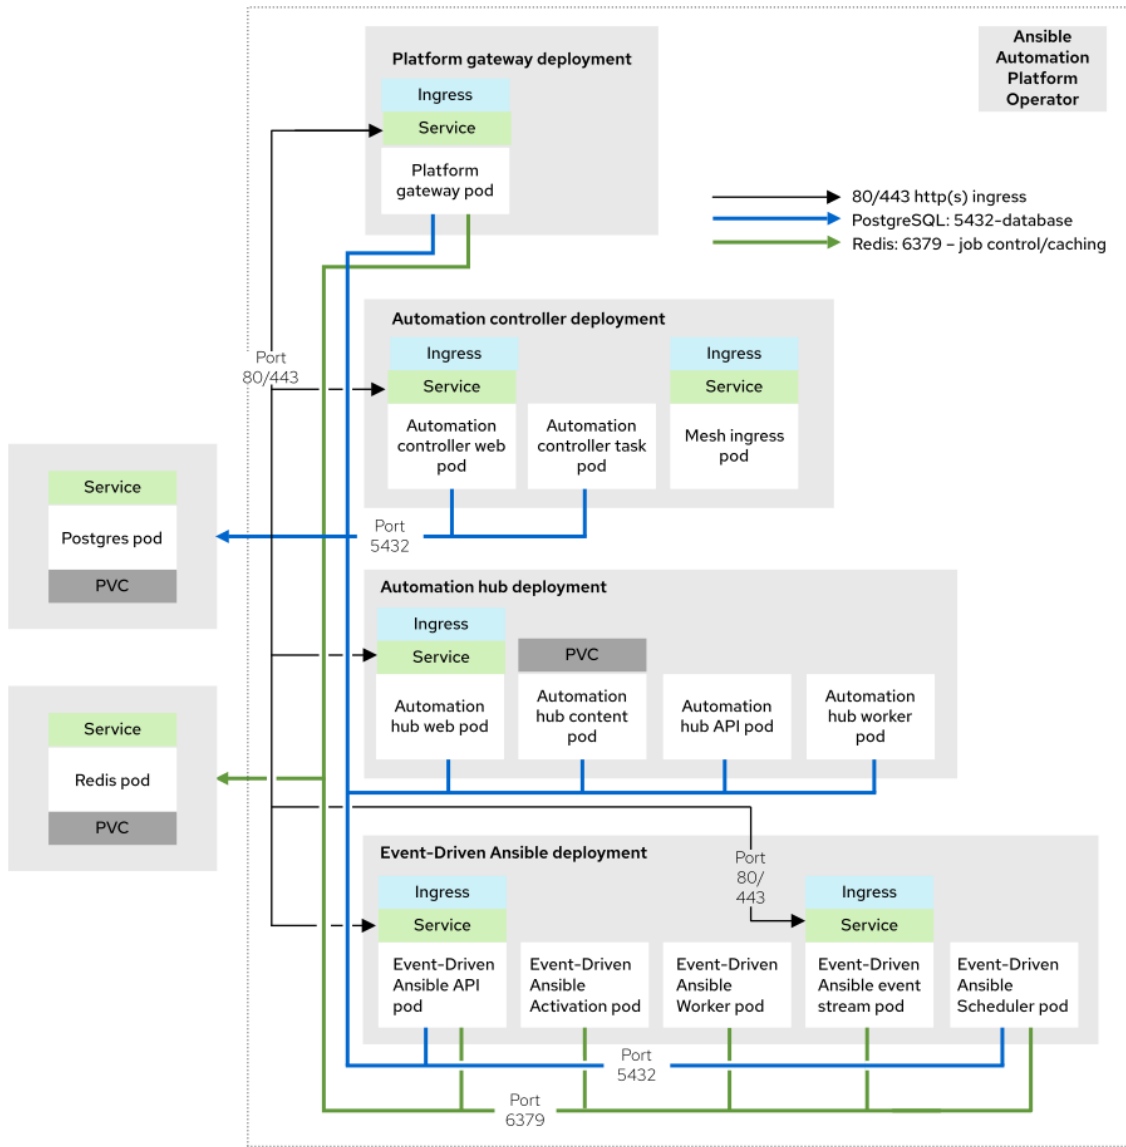 Platform gateway deployment
Ingress
Service
Platform
gateway pod
Ansible
Automation
Platform
Operator
80/443 http(s) ingress
PostgreSQL: 5432-database
Redis: 6379 – job control/caching
Port
80/443
Automation controller deployment
Ingress
Service
Automation
controller web
pod
Automation
controller task
pod
Ingress
Service
Mesh ingress
pod
Service
Postgres pod
PVC
Port
5432
Automation hub deployment
Ingress
Service
Automation
hub web pod
PVC
Automation
hub content
pod
Automation
hub API pod
Automation
hub worker
pod
Service
Redis pod
PVC
Event-Driven Ansible deployment
Port
80/
443
Ingress
Service
Event-Driven
Ansible API
pod
Event-Driven
Ansible
Activation pod
Event-Driven
Ansible
Worker pod
Ingress
Service
Event-Driven
Ansible event
stream pod
Event-Driven
Ansible
Scheduler pod
Port
5432
Port
6379